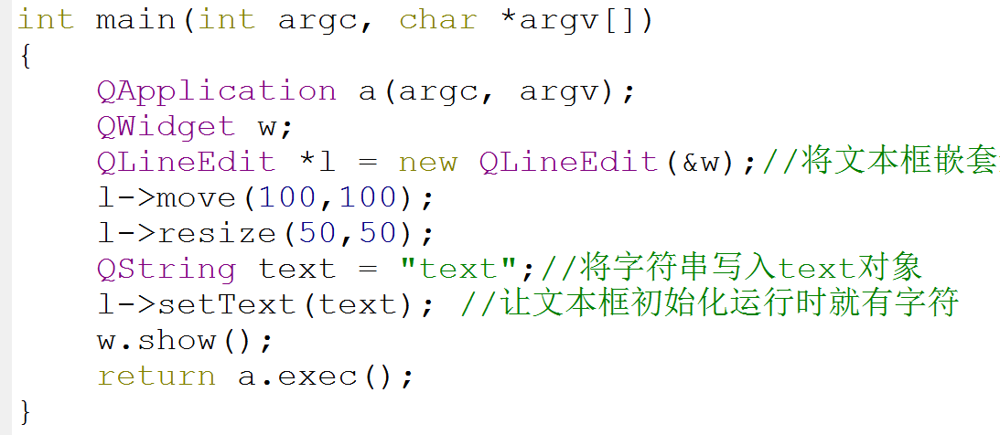 int main(int argc, char *argv[])
{
    QApplication a(argc, argv);
    QWidget w;
    QLineEdit *l = new QLineEdit(&w);//将文本框嵌套
    l->move(100,100);
    l->resize(50,50);
    QString text = "text";//将字符串写入text对象
    l->setText(text); //让文本框初始化运行时就有字符
    w.show();
    return a.exec();
}